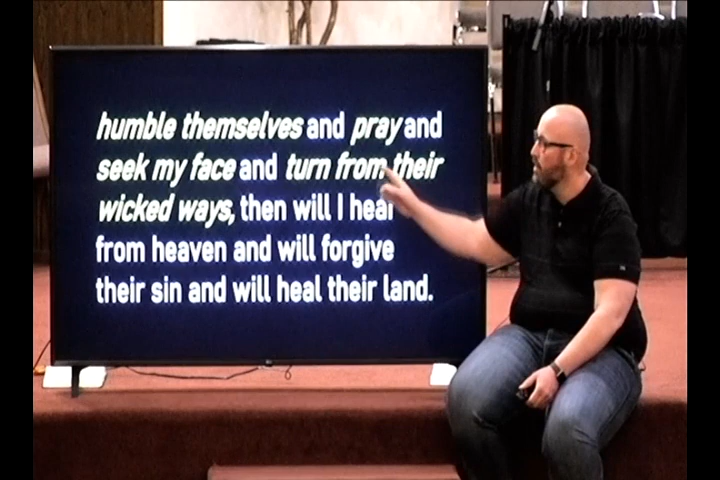 humble themselves and pray and
seek my face and turn from their
wicked ways, then will I hear
from heaven and will forgive
their sin and will heal their land.